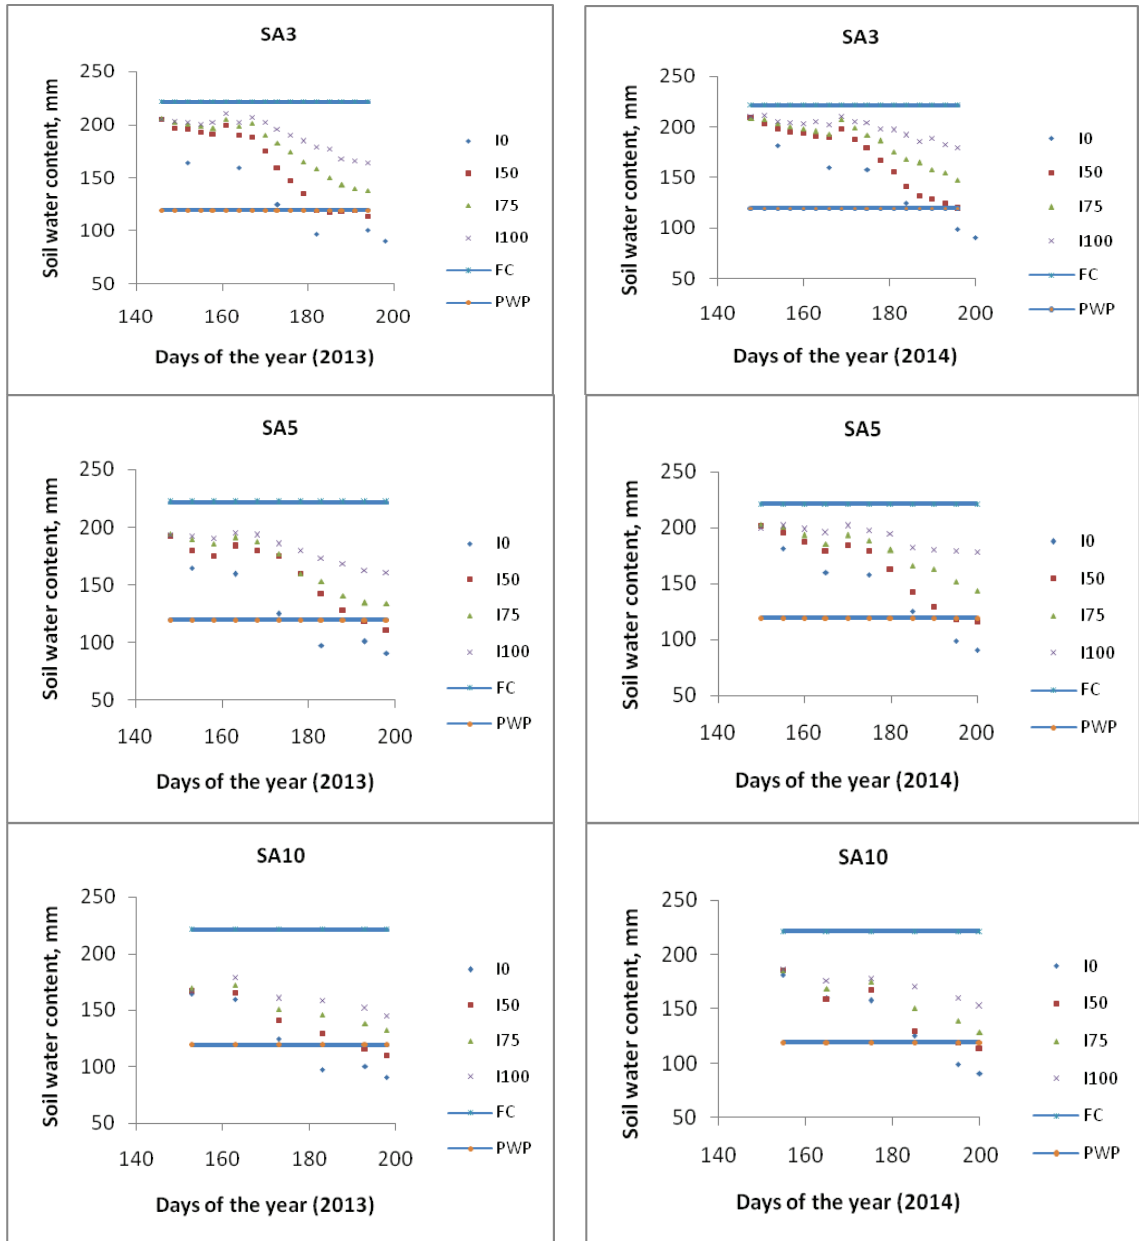 SA3
Soil water content, mm
250
200
150
100
50
140 160 180 200
Days of the year (2013)
I0
I50
I75
I100
FC
PWP
SA3
Soil water content, mm
250
200
150
100
50
140 160 180 200
Days of the year (2014)
I0
I50
I75
I100
FC
PWP
SA5
Soil water content, mm
250
200
150
100
50
140 160 180 200
Days of the year (2013)
I0
I50
I75
I100
FC
PWP
SA5
Soil water content, mm
250
200
150
100
50
140 160 180 200
Days of the year (2014)
I0
I50
I75
I100
FC
PWP
SA10
Soil water content, mm
250
200
150
100
50
140 160 180 200
Days of the year (2013)
I0
I50
I75
I100
FC
PWP
SA10
Soil water content, mm
250
200
150
100
50
140 160 180 200
Days of the year (2014)
I0
I50
I75
I100
FC
PWP